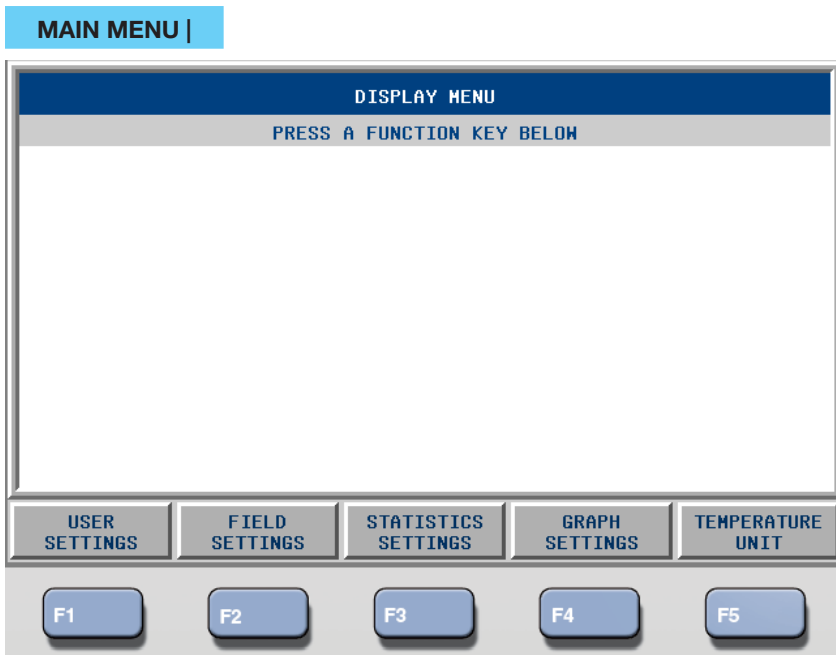 MAIN MENU |
DISPLAY MENU
PRESS A FUNCTION KEY BELOW
USER SETTINGS
FIELD SETTINGS
STATISTICS SETTINGS
GRAPH SETTINGS
TEMPERATURE UNIT
F1
F2
F3
F4
F5